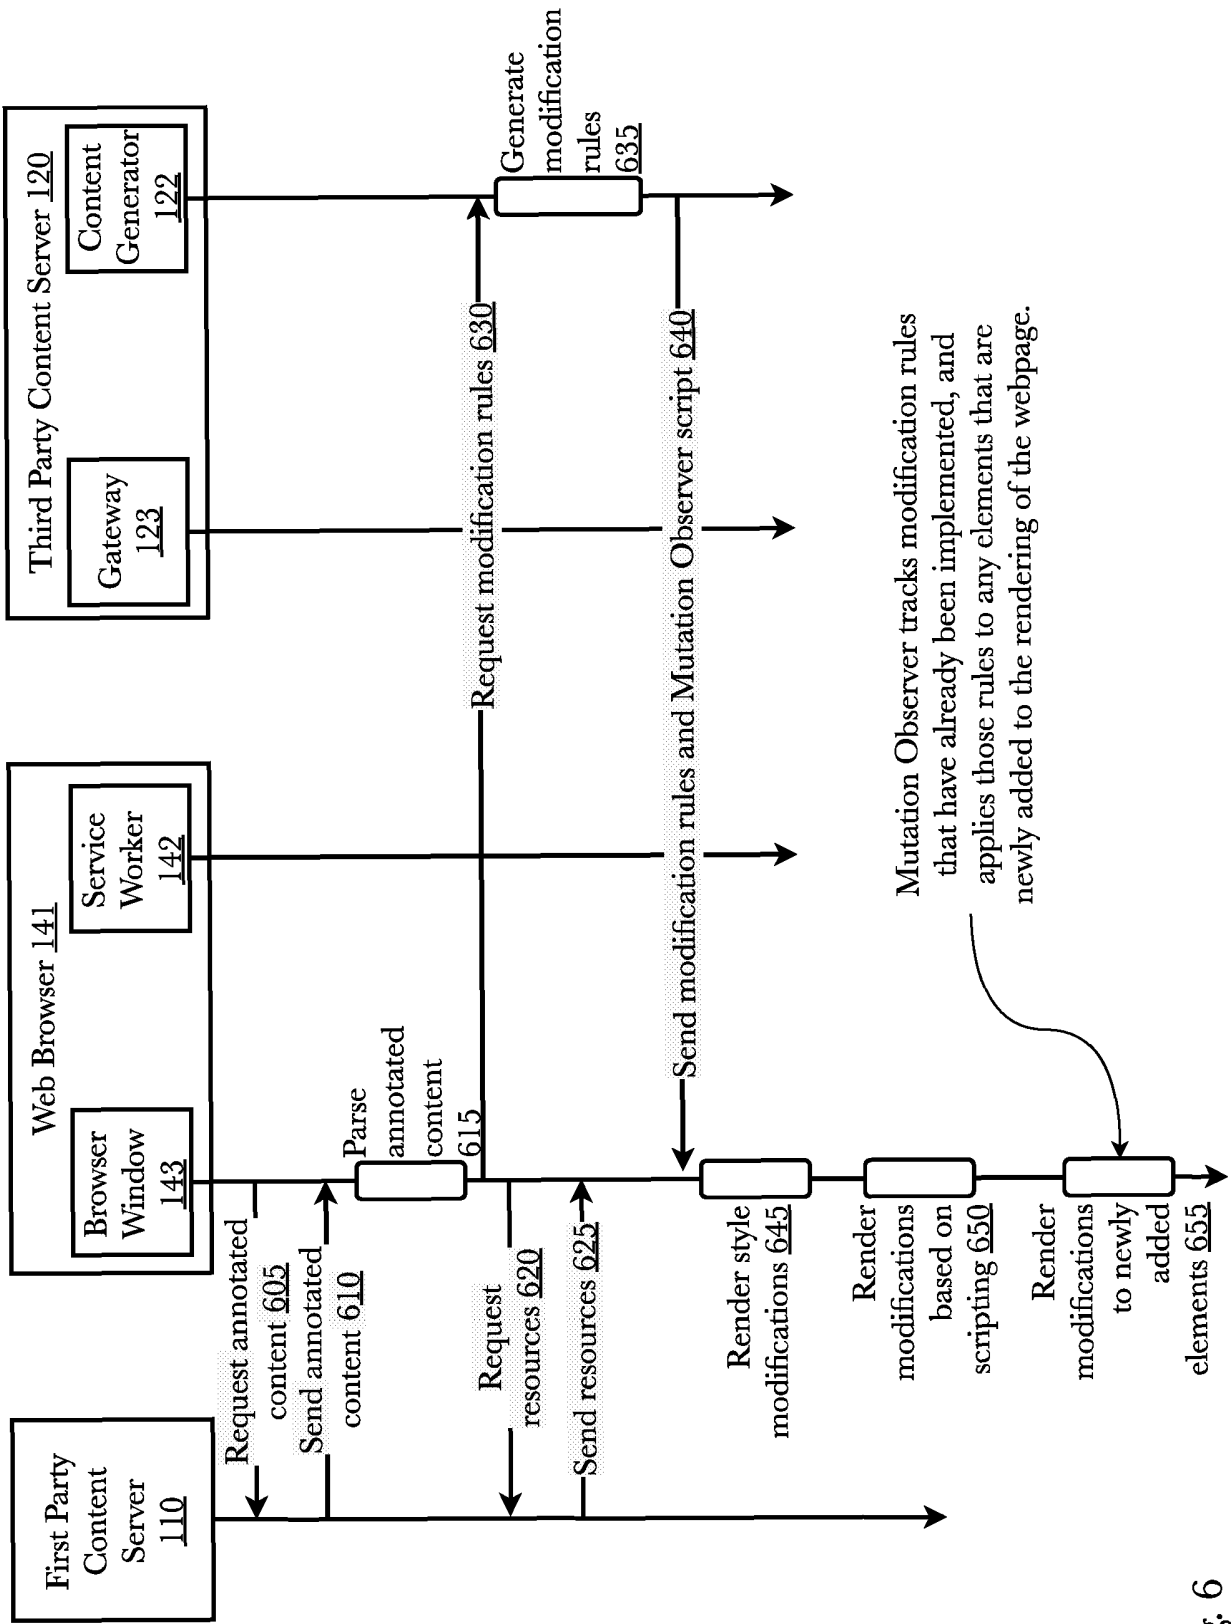 First Party
Content
Server
110
Web Browser 141
Browser
Window
143
Service
Worker
142
Third Party Content Server 120
Gateway
123
Content
Generator
122
Request annotated
content 605
Send annotated
content 610
Parse
annotated
content
615
Request modification rules 630
Request
resources 620
Generate
modification
rules
635
Send resources 625
Send modification rules and Mutation Observer script 640
Render style
modifications 645
Render
modifications
based on
scripting 650
Render
modifications
to newly
added
elements 655
Mutation Observer tracks modification rules
that have already been implemented, and
applies those rules to any elements that are
newly added to the rendering of the webpage.
6